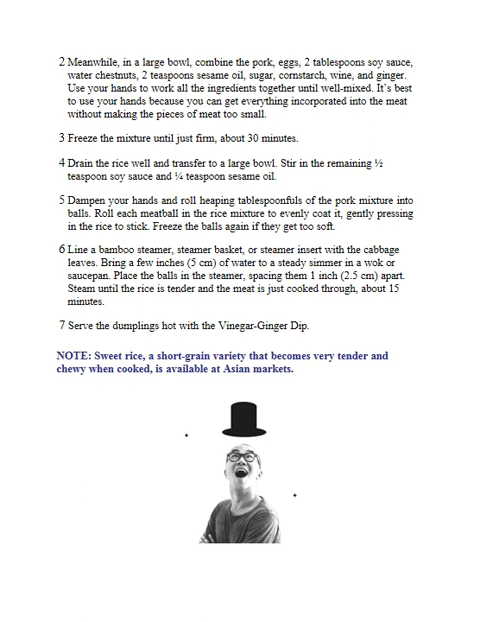 2 Meanwhile, in a large bowl, combine the pork, eggs, 2 tablespoons soy sauce,
water chestnuts, 2 teaspoons sesame oil, sugar, cornstarch, wine, and ginger.
Use your hands to work all the ingredients together until well-mixed. It’s best
to use your hands because you can get everything incorporated into the meat
without making the pieces of meat too small.
3 Freeze the mixture until just firm, about 30 minutes.
4 Drain the rice well and transfer to a large bowl. Stir in the remaining ½
teaspoon soy sauce and ¼ teaspoon sesame oil.
5 Dampen your hands and roll heaping tablespoonfuls of the pork mixture into
balls. Roll each meatball in the rice mixture to evenly coat it, gently pressing
in the rice to stick. Freeze the balls again if they get too soft.
6 Line a bamboo steamer, steamer basket, or steamer insert with the cabbage
leaves. Bring a few inches (5 cm) of water to a steady simmer in a wok or
saucepan. Place the balls in the steamer, spacing them 1 inch (2.5 cm) apart.
Steam until the rice is tender and the meat is just cooked through, about 15
minutes.
7 Serve the dumplings hot with the Vinegar-Ginger Dip.
NOTE: Sweet rice, a short-grain variety that becomes very tender and
chewy when cooked, is available at Asian markets.